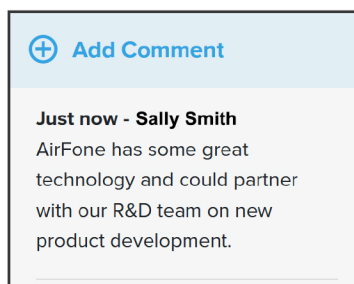 Add Comment
Just now - Sally Smith
AirFone has some great
technology and could partner
with our R&D team on new
product development.